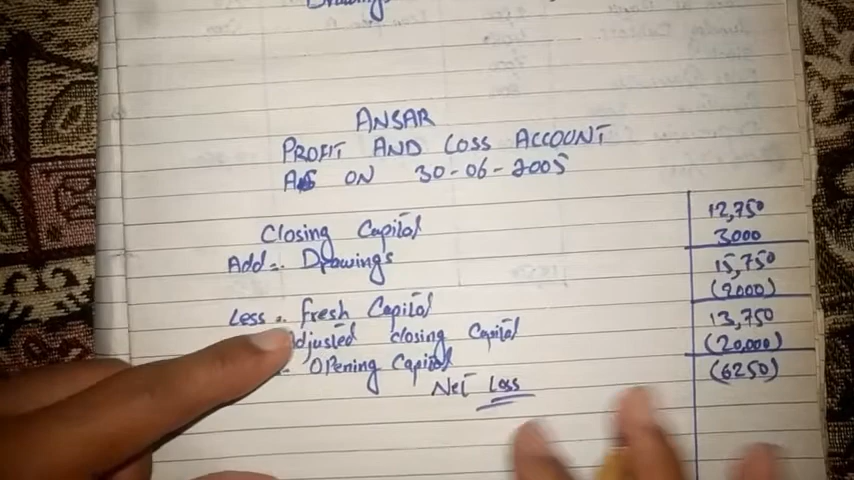 Drawings
ANSAR
PROFIT AND LOSS ACCOUNT
AS ON 30-06-2005
Closing Capital 12,750
Add:- Drawings 3000
15,750
Less:- Fresh Capital (2000)
Adjusted closing Capital 13,750
Opening Capital (20,000)
Net Loss (6250)